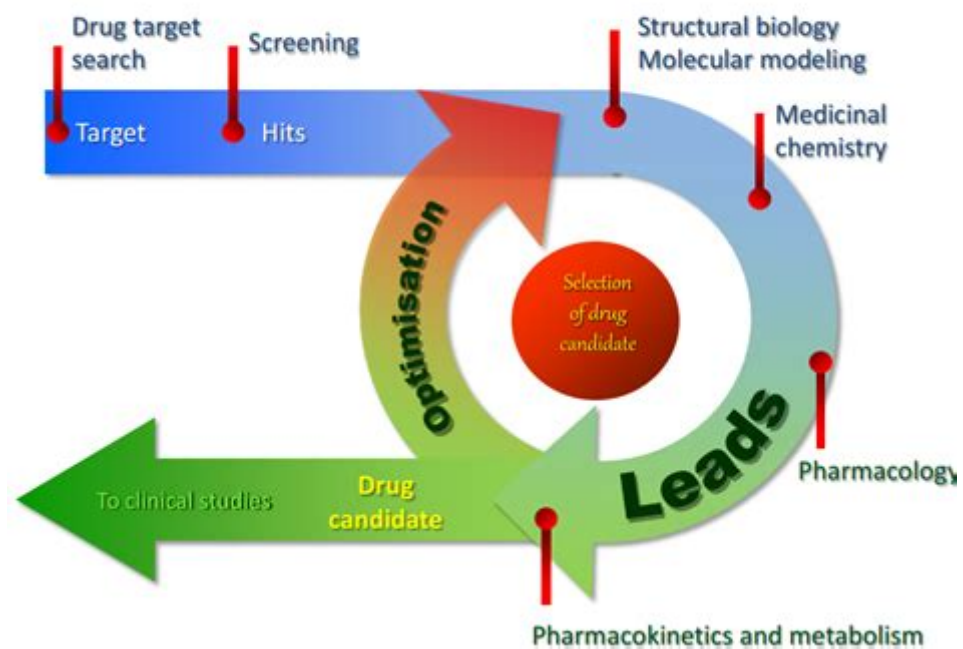 Drug target
search
Screening
Structural biology
Molecular modeling
Target
Hits
Medicinal
chemistry
Optimisation
Selection
of drug
candidate
Leads
Pharmacology
To clinical studies
Drug
candidate
Pharmacokinetics and metabolism